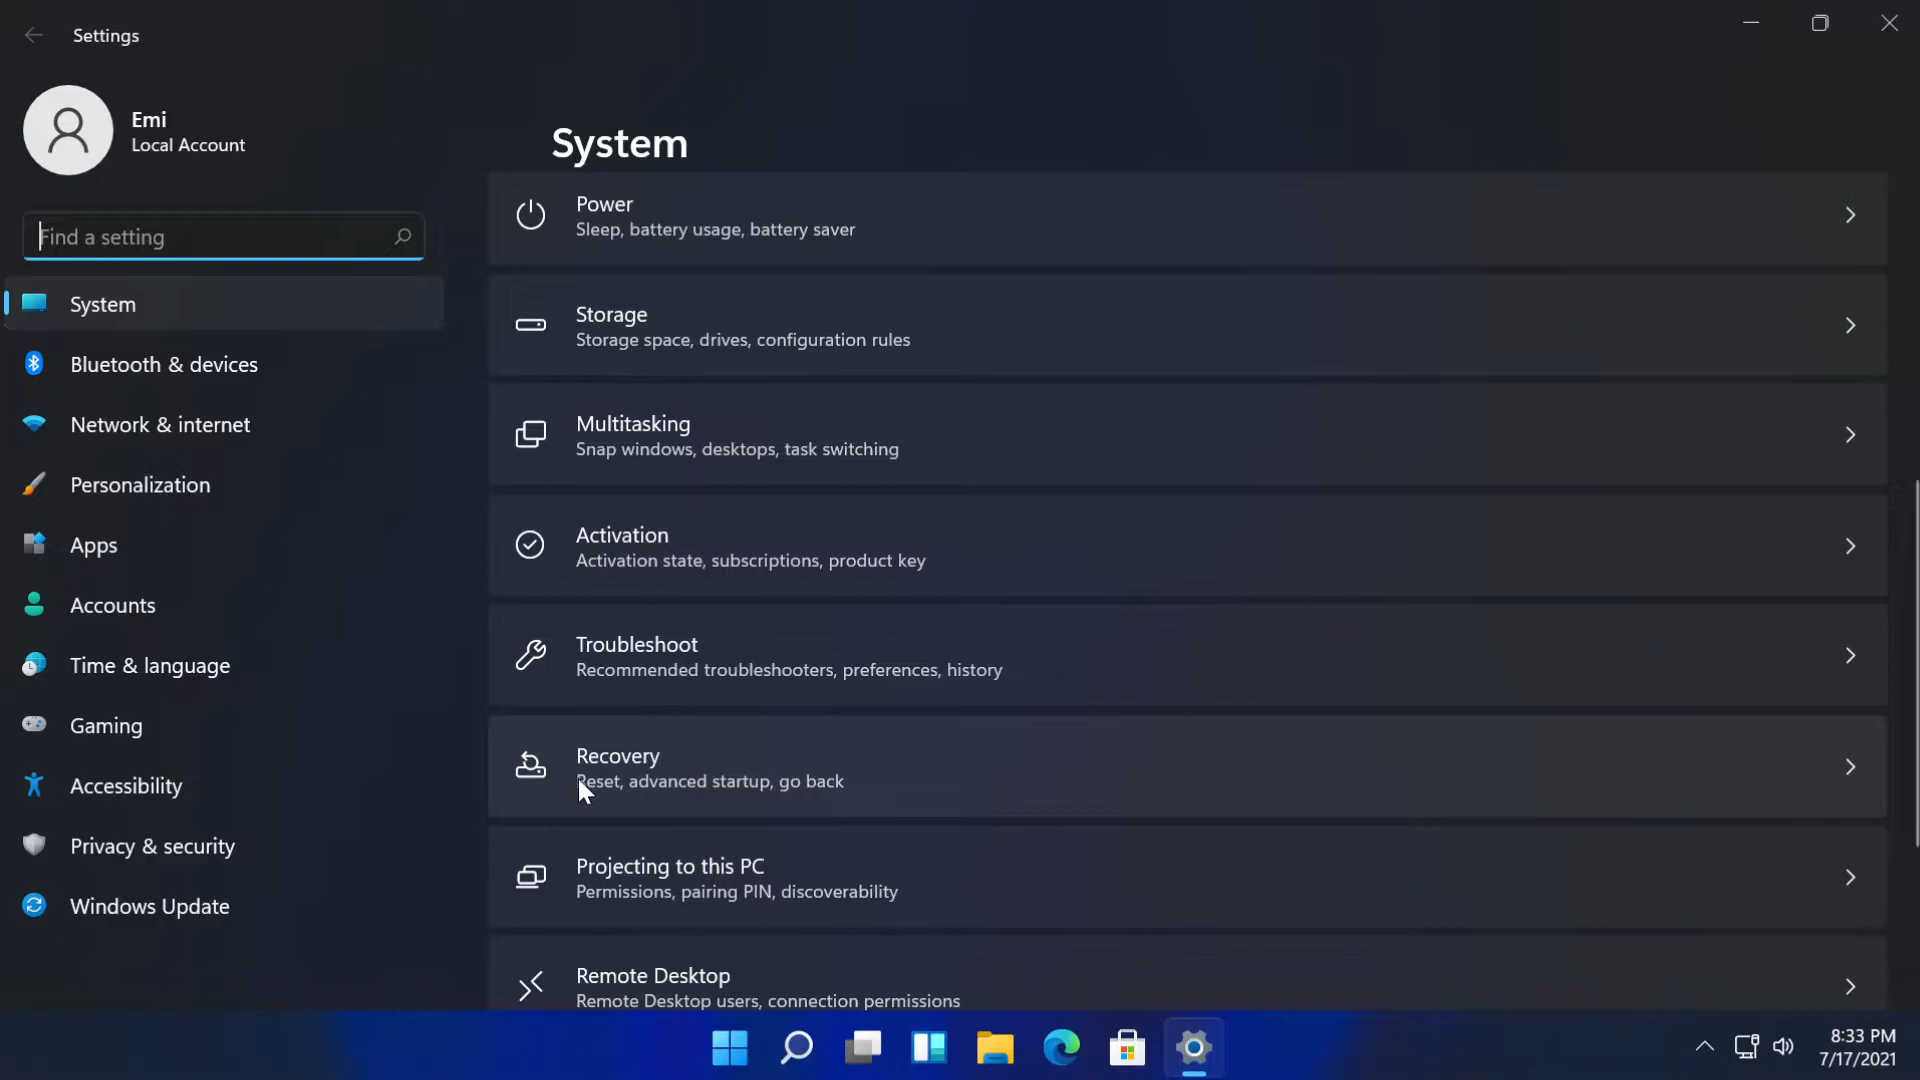 Settings
Emi
Local Account
Find a setting
System
Bluetooth & devices
Network & internet
Personalization
Apps
Accounts
Time & language
Gaming
Accessibility
Privacy & security
Windows Update
System
Power
Sleep, battery usage, battery saver
Storage
Storage space, drives, configuration rules
Multitasking
Snap windows, desktops, task switching
Activation
Activation state, subscriptions, product key
Troubleshoot
Recommended troubleshooters, preferences, history
Recovery
Reset, advanced startup, go back
Projecting to this PC
Permissions, pairing PIN, discoverability
Remote Desktop
Remote Desktop users, connection permissions
8:33 PM
7/17/2021